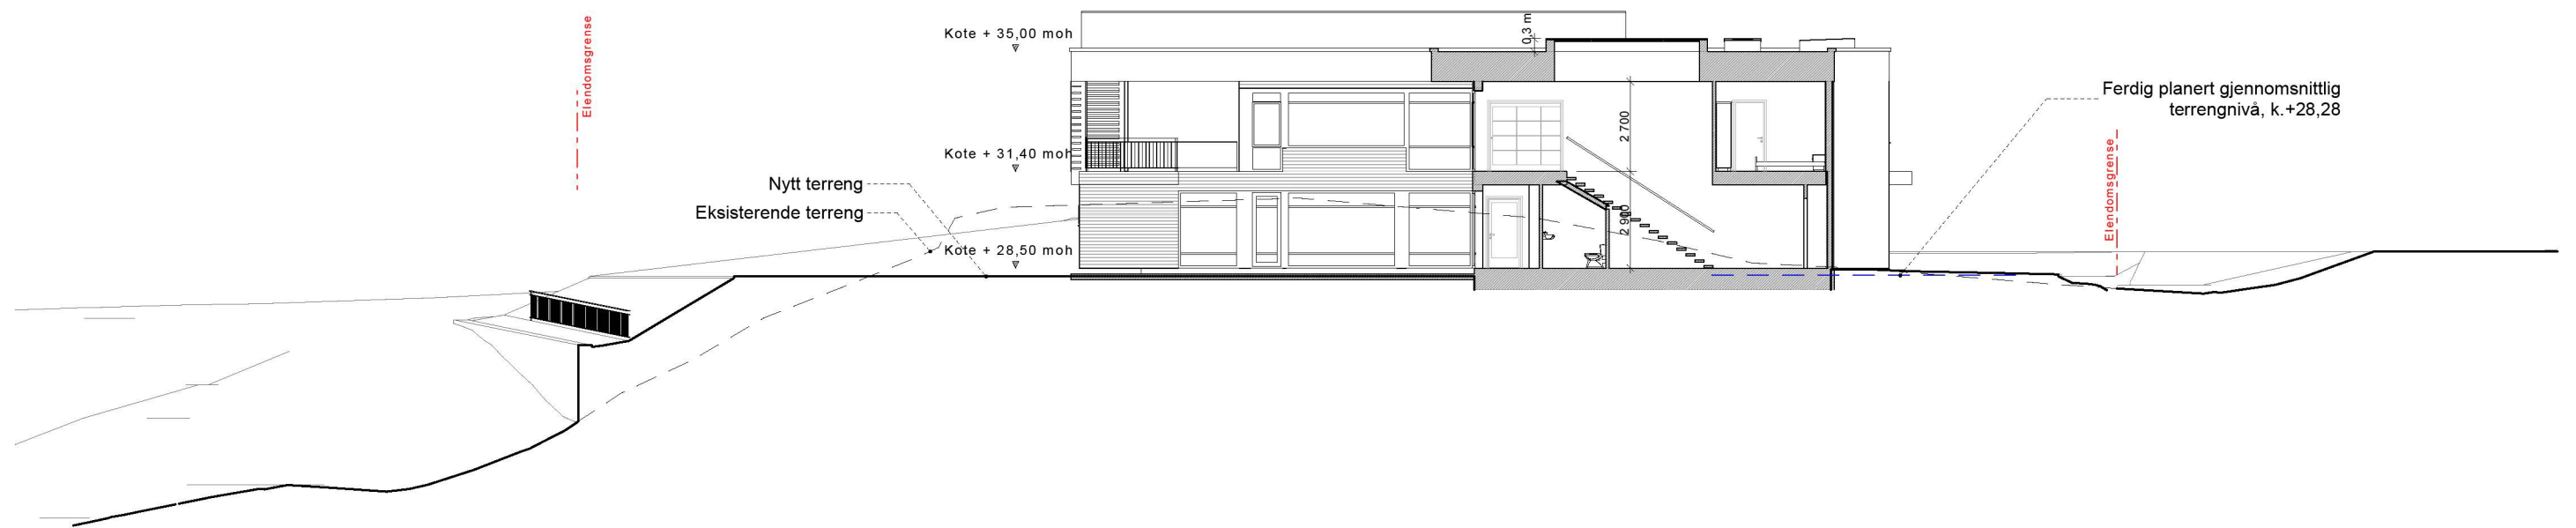 Eiendomsgrense
Kote + 35,00 moh
0,3 m
Ferdig planert gjennomsnittlig
terrengnivå, k.+28,28
2 700
Kote + 31,40 moh
Eiendomsgrense
Nytt terreng
Eksisterende terreng
2 900
Kote + 28,50 moh